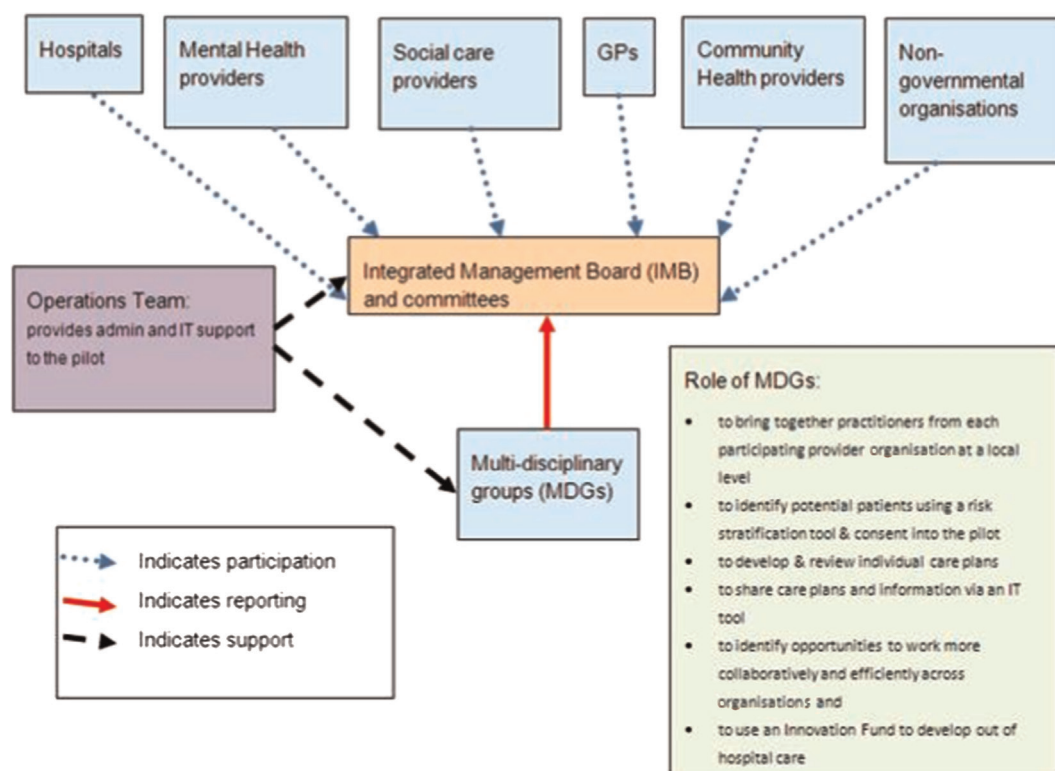 Hospitals
Mental Health
providers
Social care
providers
GPs
Community
Health providers
Non-
governmental
organisations
Integrated Management Board (IMB)
and committees
Operations Team:
provides admin and IT support
to the pilot
Multi-disciplinary
groups (MDGs)
Role of MDGs:
• to bring together practitioners from each
participating provider organisation at a local
level
• to identify potential patients using a risk
stratification tool & consent into the pilot
• to develop & review individual care plans
• to share care plans and information via an IT
tool
• to identify opportunities to work more
collaboratively and efficiently across
organisations and
• to use an Innovation Fund to develop out of
hospital care
Indicates participation
Indicates reporting
Indicates support